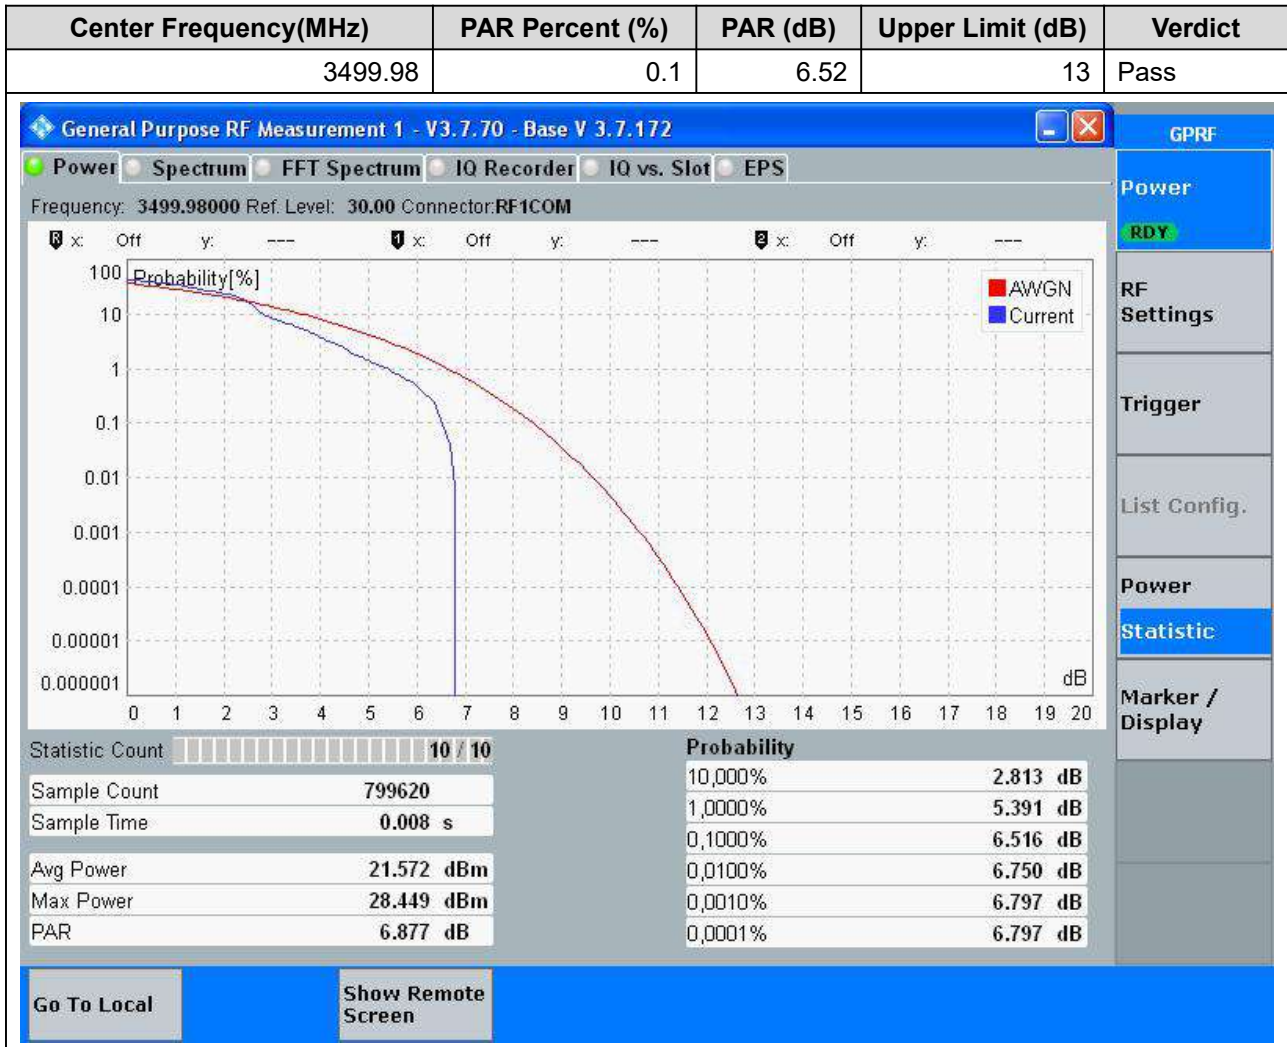 Center Frequency(MHz) PAR Percent (%) PAR (dB) Upper Limit (dB) Verdict
3499.98 0.1 6.52 13 Pass
General Purpose RF Measurement 1 - V3.7.70 - Base V 3.7.172
GPRF
Power Spectrum FFT Spectrum IQ Recorder IQ vs. Slot EPS
Power
RDY
Frequency: 3499.98000 Ref. Level: 30.00 Connector:RF1COM
R x: Off y: --- 1 x: Off y: --- 2 x: Off y: ---
Probability[%]
AWGN
Current
100
10
1
0.1
0.01
0.001
0.0001
0.00001
0.000001
dB
0 1 2 3 4 5 6 7 8 9 10 11 12 13 14 15 16 17 18 19 20
RF
Settings
Trigger
List Config.
Power
Statistic
Marker /
Display
Statistic Count 10 / 10
Sample Count 799620
Sample Time 0.008 s
Avg Power 21.572 dBm
Max Power 28.449 dBm
PAR 6.877 dB
Probability
10,000% 2.813 dB
1,0000% 5.391 dB
0,1000% 6.516 dB
0,0100% 6.750 dB
0,0010% 6.797 dB
0,0001% 6.797 dB
Go To Local
Show Remote
Screen